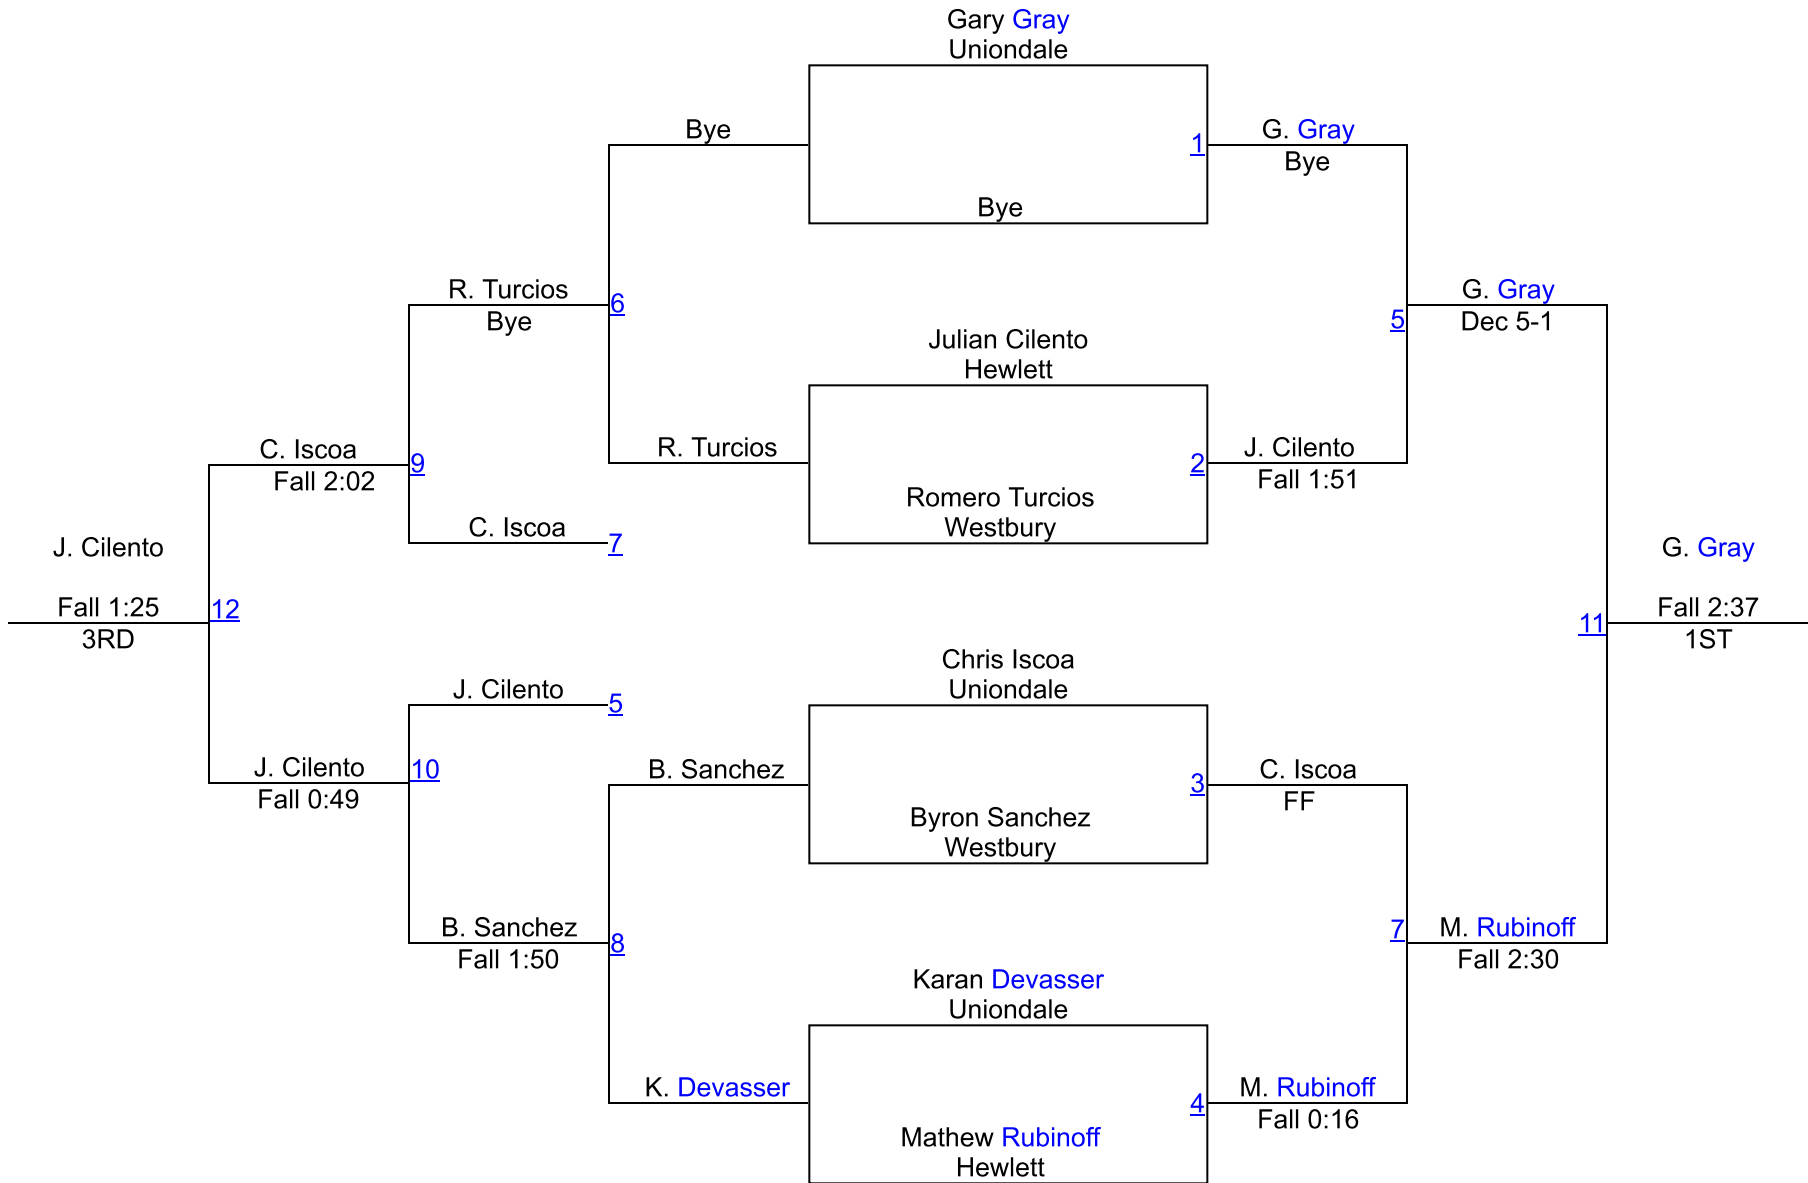 Gary Gray
Uniondale
Bye
1
G. Gray
Bye
Bye
R. Turcios
Bye
6
G. Gray
Dec 5-1
5
Julian Cilento
Hewlett
C. Iscoa
Fall 2:02
9
R. Turcios
2
J. Cilento
Fall 1:51
Romero Turcios
Westbury
C. Iscoa
7
J. Cilento
Fall 1:25
3RD
12
G. Gray
Fall 2:37
1ST
11
Chris Iscoa
Uniondale
J. Cilento
5
J. Cilento
Fall 0:49
10
B. Sanchez
3
C. Iscoa
FF
Byron Sanchez
Westbury
B. Sanchez
Fall 1:50
8
7
M. Rubinoff
Fall 2:30
Karan Devasser
Uniondale
K. Devasser
4
M. Rubinoff
Fall 0:16
Mathew Rubinoff
Hewlett